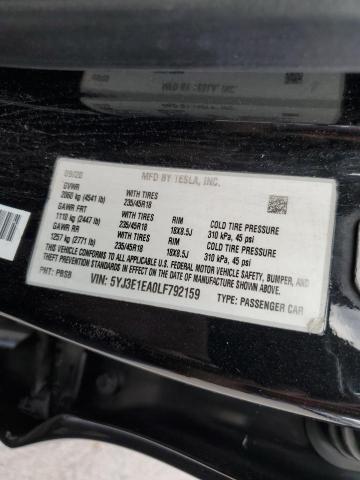 09/20 MFD BY TESLA, INC.
GVWR WITH TIRES
2060 kg (4541 lb) 235/45R18
GAWR FRT WITH TIRES RIM COLD TIRE PRESSURE
1110 kg (2447 lb) 235/45R18 18X8.5J 310 kPa, 45 psi
GAWR RR WITH TIRES RIM COLD TIRE PRESSURE
1257 kg (2771 lb) 235/45R18 18X8.5J 310 kPa, 45 psi
THIS VEHICLE CONFORMS TO ALL APPLICABLE U.S. FEDERAL MOTOR VEHICLE SAFETY, BUMPER, AND
THEFT PREVENTION STANDARDS IN EFFECT ON THE DATE OF MANUFACTURE SHOWN ABOVE.
PMT: PBSB VIN: 5YJ3E1EA0LF792159 TYPE: PASSENGER CAR